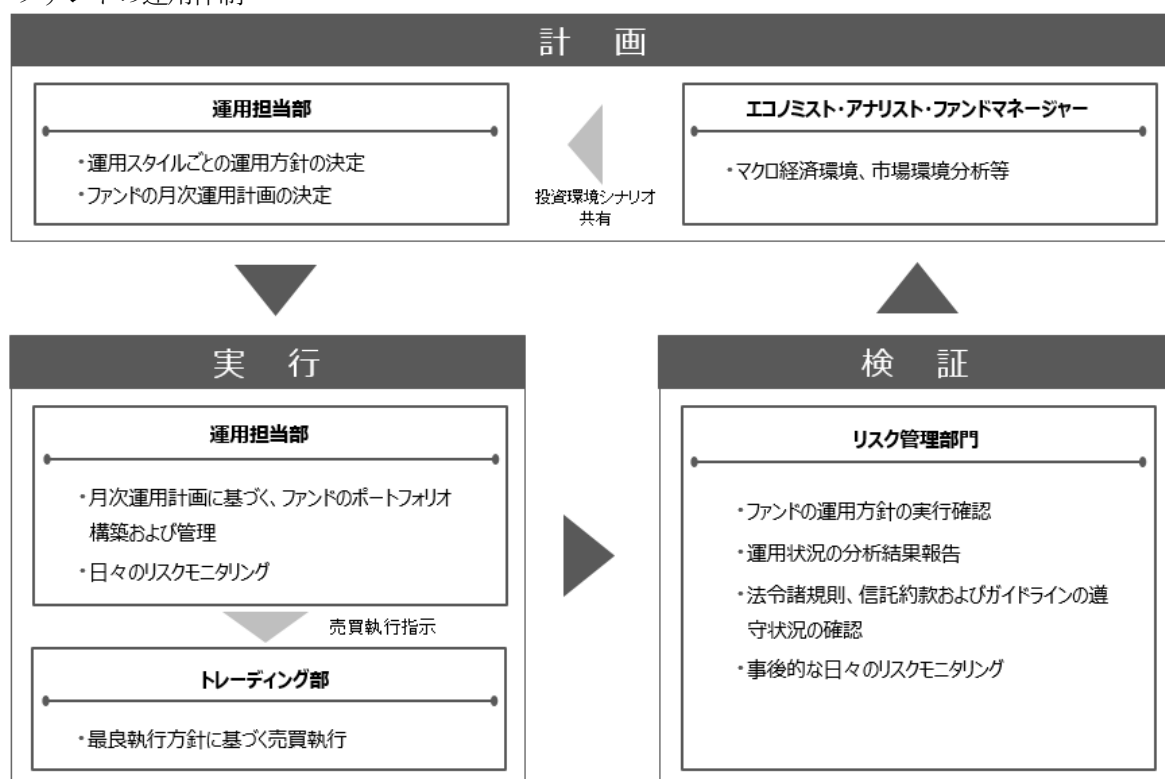 ファンドの運用体制
計 画
運用担当部
・運用スタイルごとの運用方針の決定
・ファンドの月次運用計画の決定
投資環境シナリオ
共有
エコノミスト・アナリスト・ファンドマネージャー
・マクロ経済環境、市場環境分析等
実 行
運用担当部
・月次運用計画に基づく、ファンドのポートフォリオ
構築および管理
・日々のリスクモニタリング
売買執行指示
トレーディング部
・最良執行方針に基づく売買執行
検 証
リスク管理部門
・ファンドの運用方針の実行確認
・運用状況の分析結果報告
・法令諸規則、信託約款およびガイドラインの遵
守状況の確認
・事後的な日々のリスクモニタリング